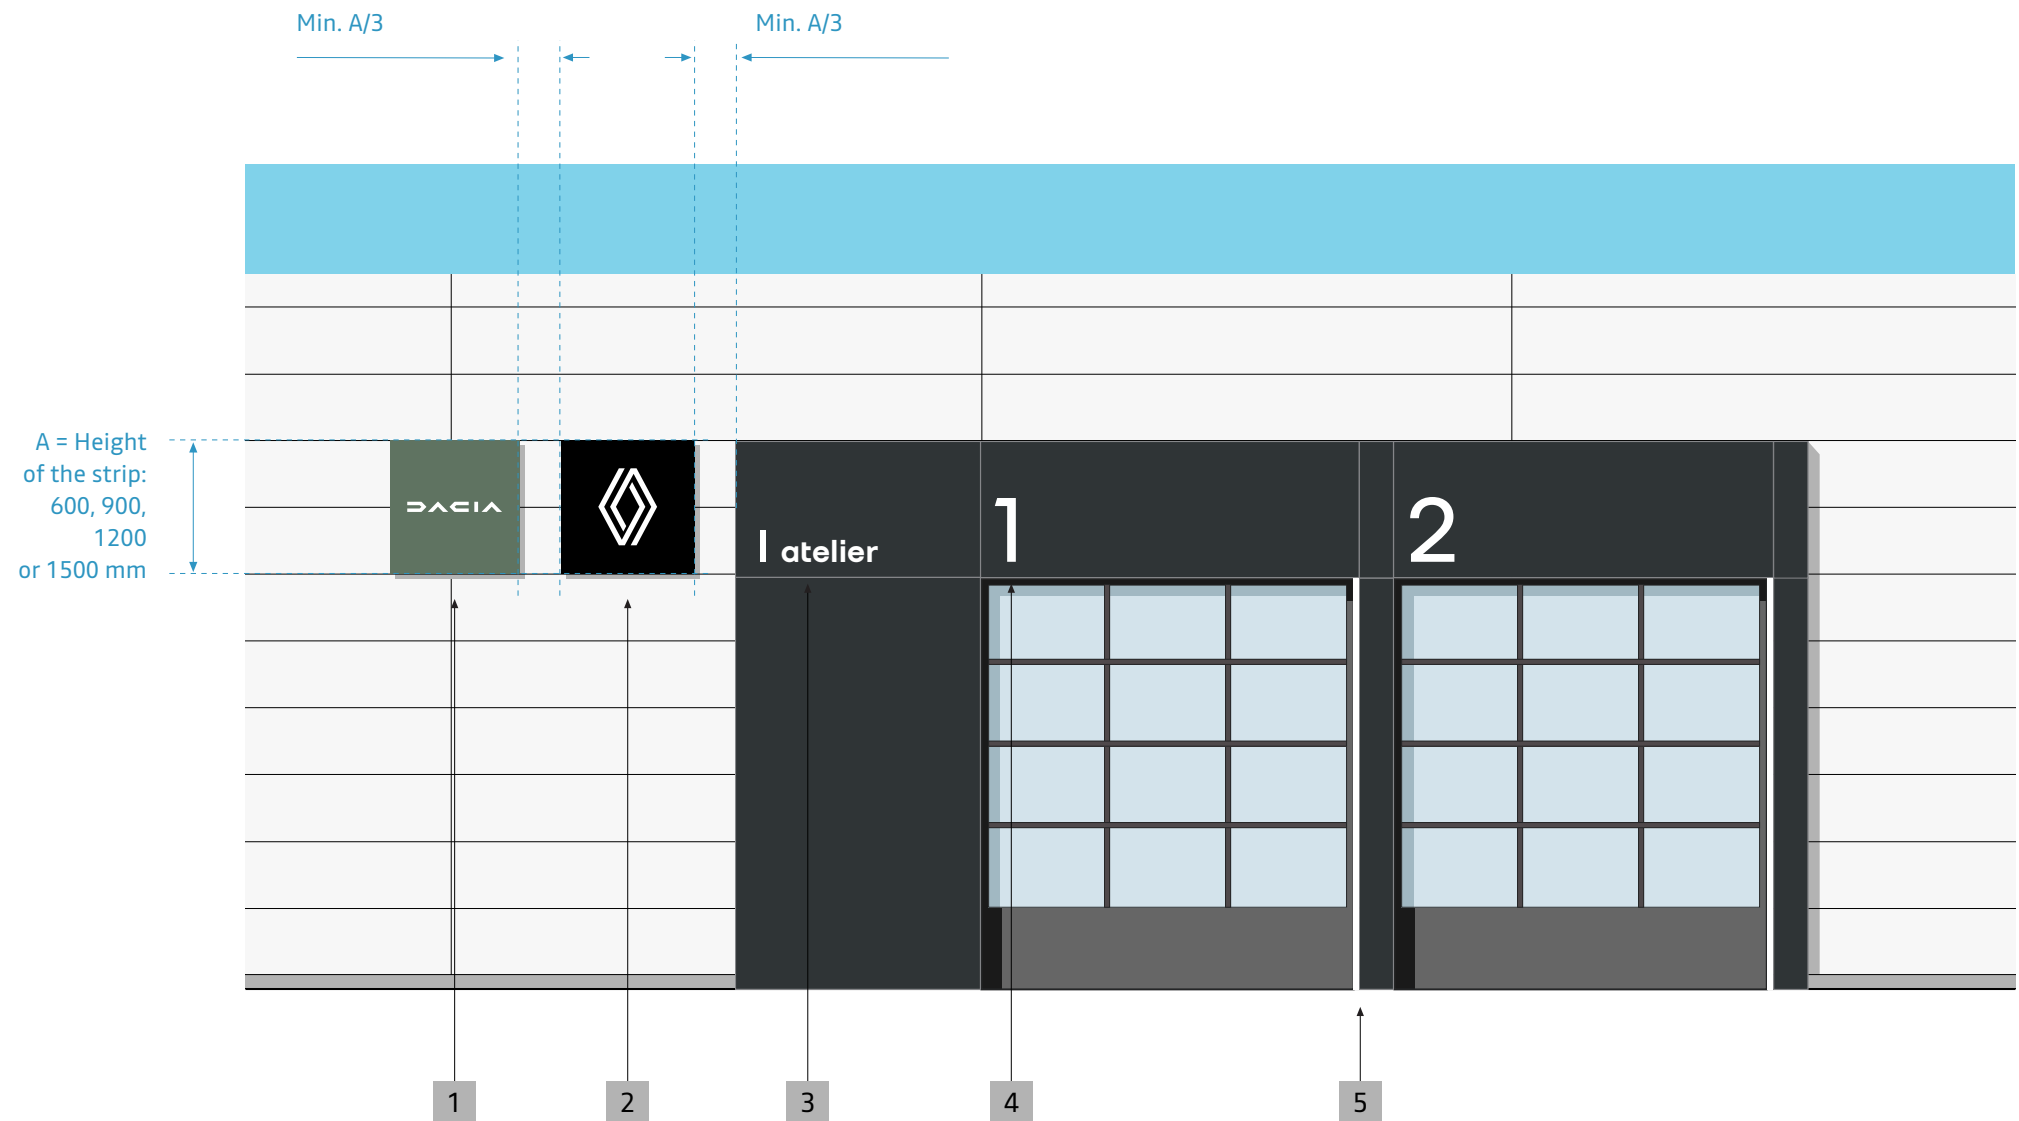 Min. A/3
Min. A/3
A = Height
of the strip:
600, 900,
1200
or 1500 mm
DACIA
atelier
1
2
1
2
3
4
5